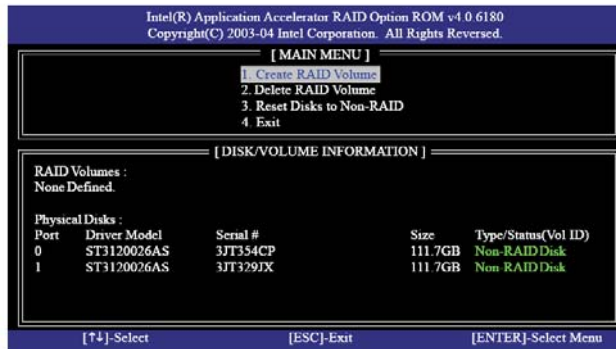 Intel(R) Application Accelerator RAID Option ROM v4.0.6180
Copyright(C) 2003-04 Intel Corporation. All Rights Reversed.
[ MAIN MENU ]
1. Create RAID Volume
2. Delete RAID Volume
3. Reset Disks to Non-RAID
4. Exit
[ DISK/VOLUME INFORMATION ]
RAID Volumes :
None Defined.
Physical Disks :
Port Driver Model Serial # Size Type/Status(Vol ID)
0 ST3120026AS 3JT354CP 111.7GB Non-RAID Disk
1 ST3120026AS 3JT329JX 111.7GB Non-RAID Disk
[↑↓]-Select [ESC]-Exit [ENTER]-Select Menu